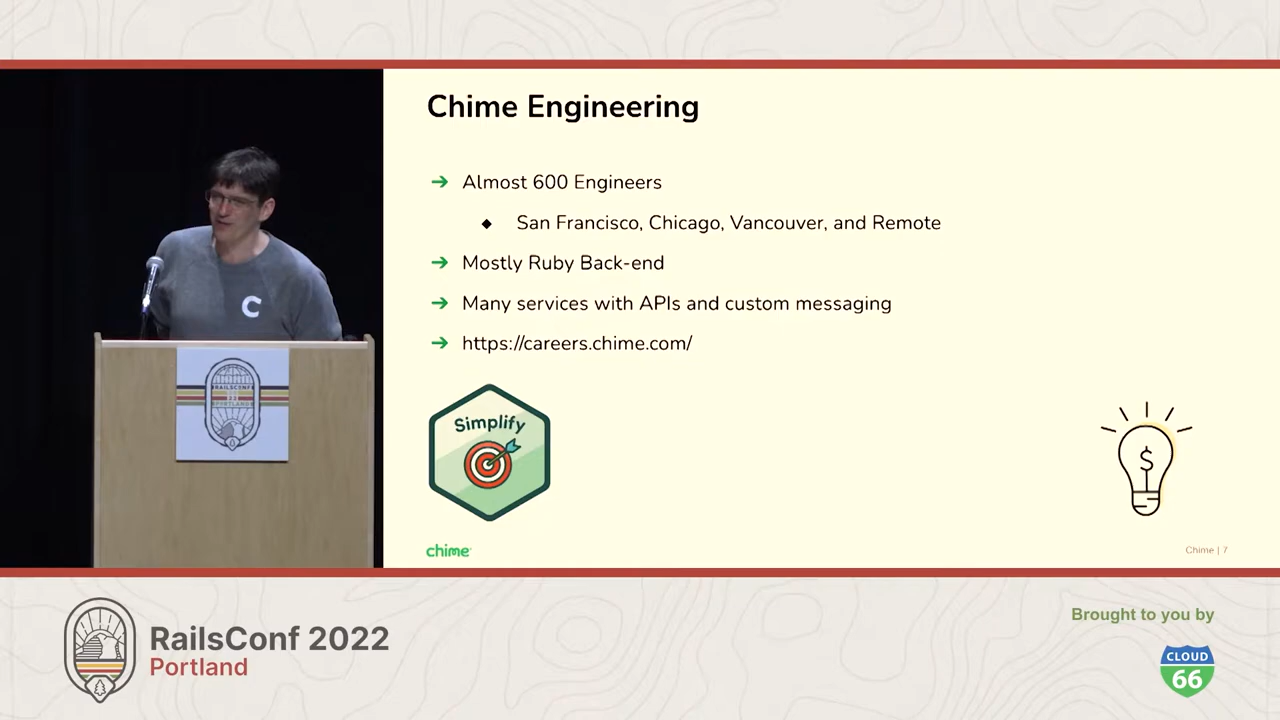 Chime Engineering
Almost 600 Engineers
San Francisco, Chicago, Vancouver, and Remote
Mostly Ruby Back-end
Many services with APIs and custom messaging
https://careers.chime.com/
Simplify
$
chime
Chime | 7
C
RAILSCONF
PORTLAND
RailsConf 2022
Portland
Brought to you by
CLOUD
66